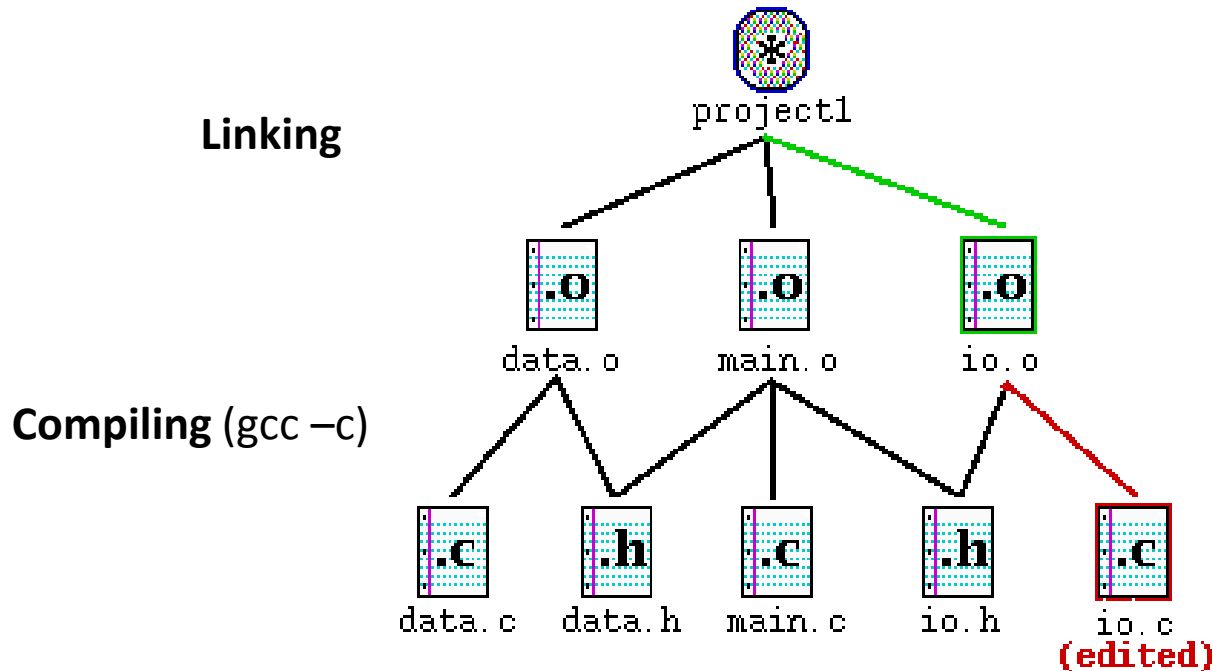 *
project1
Linking
.o
.o
.o
data.o
main.o
io.o
Compiling (gcc –c)
.c
.h
.c
.h
.c
data.c
data.h
main.c
io.h
io.c
(edited)